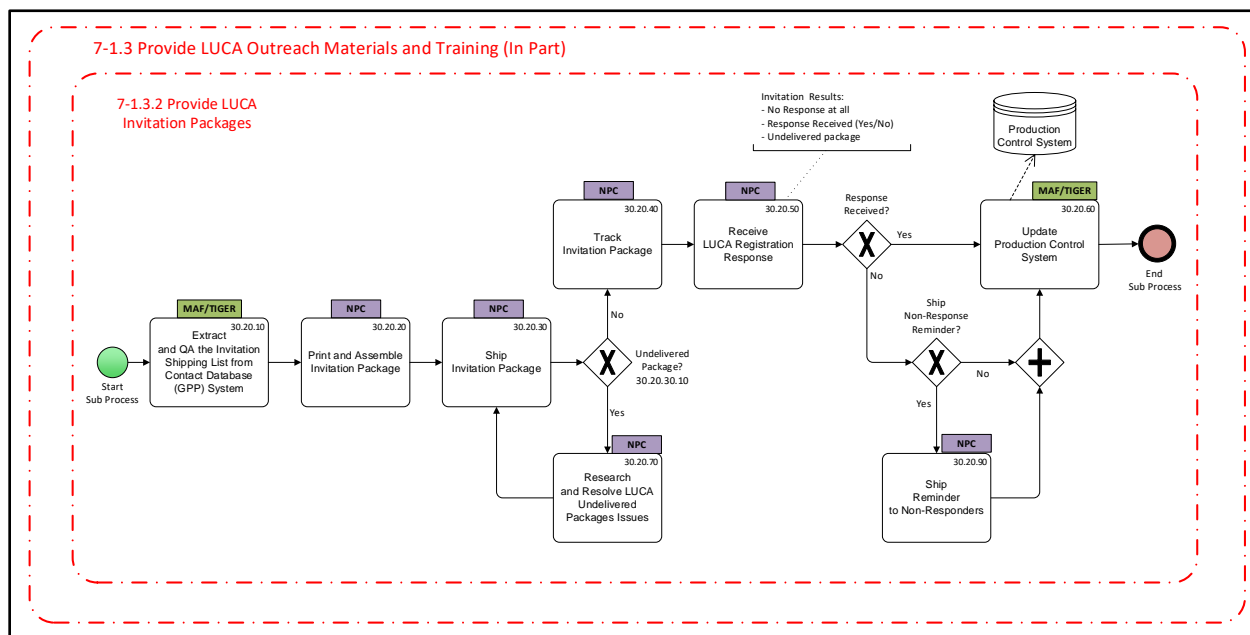 7-1.3 Provide LUCA Outreach Materials and Training (In Part)
7-1.3.2 Provide LUCA
Invitation Packages
Invitation Results:
- No Response at all
- Response Received (Yes/No)
- Undelivered package
Production
Control System
NPC
30.20.40
Track
Invitation Package
NPC
30.20.50
Receive
LUCA Registration
Response
Response
Received?
X
Yes
No
MAF/TIGER
30.20.60
Update
Production Control
System
End
Sub Process
Start
Sub Process
MAF/TIGER
30.20.10
Extract
and QA the Invitation
Shipping List from
Contact Database
(GPP) System
NPC
30.20.20
Print and Assemble
Invitation Package
NPC
30.20.30
Ship
Invitation Package
No
X
Undelivered
Package?
30.20.30.10
Yes
NPC
30.20.70
Research
and Resolve LUCA
Undelivered
Packages Issues
Ship
Non-Response
Reminder?
X
No
Yes
NPC
30.20.90
Ship
Reminder
to Non-Responders